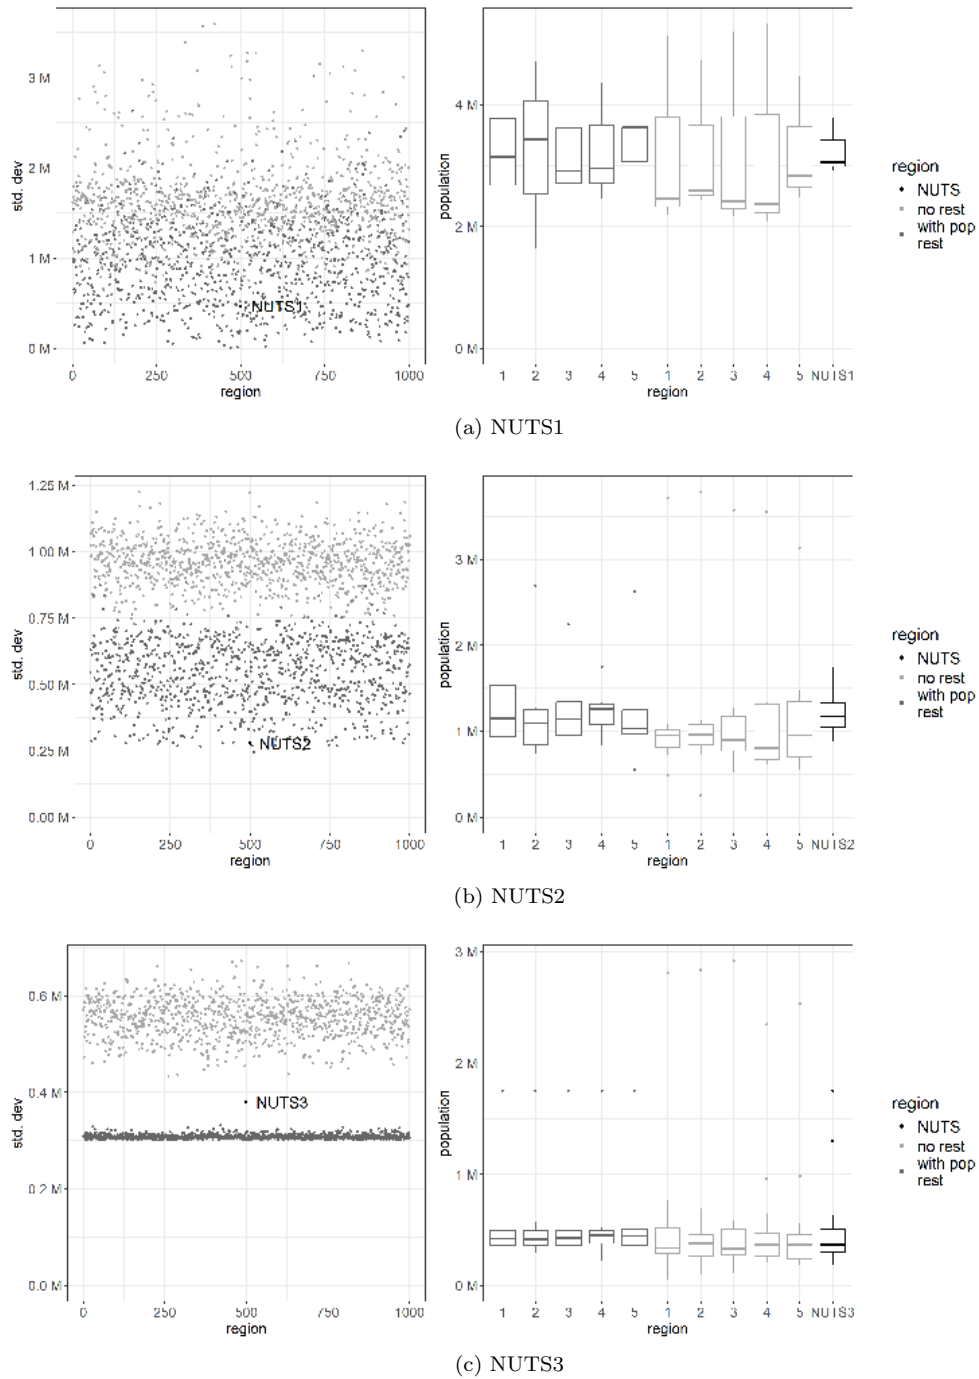 3 M
2 M
1 M
0 M
std. dev
NUTS1
0 250 500 750 1000
region
4 M
2 M
0 M
population
1 2 3 4 5 1 2 3 4 5 NUTS1
region
region
NUTS
no rest
with pop
rest
(a) NUTS1
1.25 M
1.00 M
0.75 M
0.50 M
0.25 M
0.00 M
std. dev
NUTS2
0 250 500 750 1000
region
3 M
2 M
1 M
0 M
population
1 2 3 4 5 1 2 3 4 5 NUTS2
region
region
NUTS
no rest
with pop
rest
(b) NUTS2
0.6 M
0.4 M
0.2 M
0.0 M
std. dev
NUTS3
0 250 500 750 1000
region
3 M
2 M
1 M
0 M
population
1 2 3 4 5 1 2 3 4 5 NUTS3
region
region
NUTS
no rest
with pop
rest
(c) NUTS3